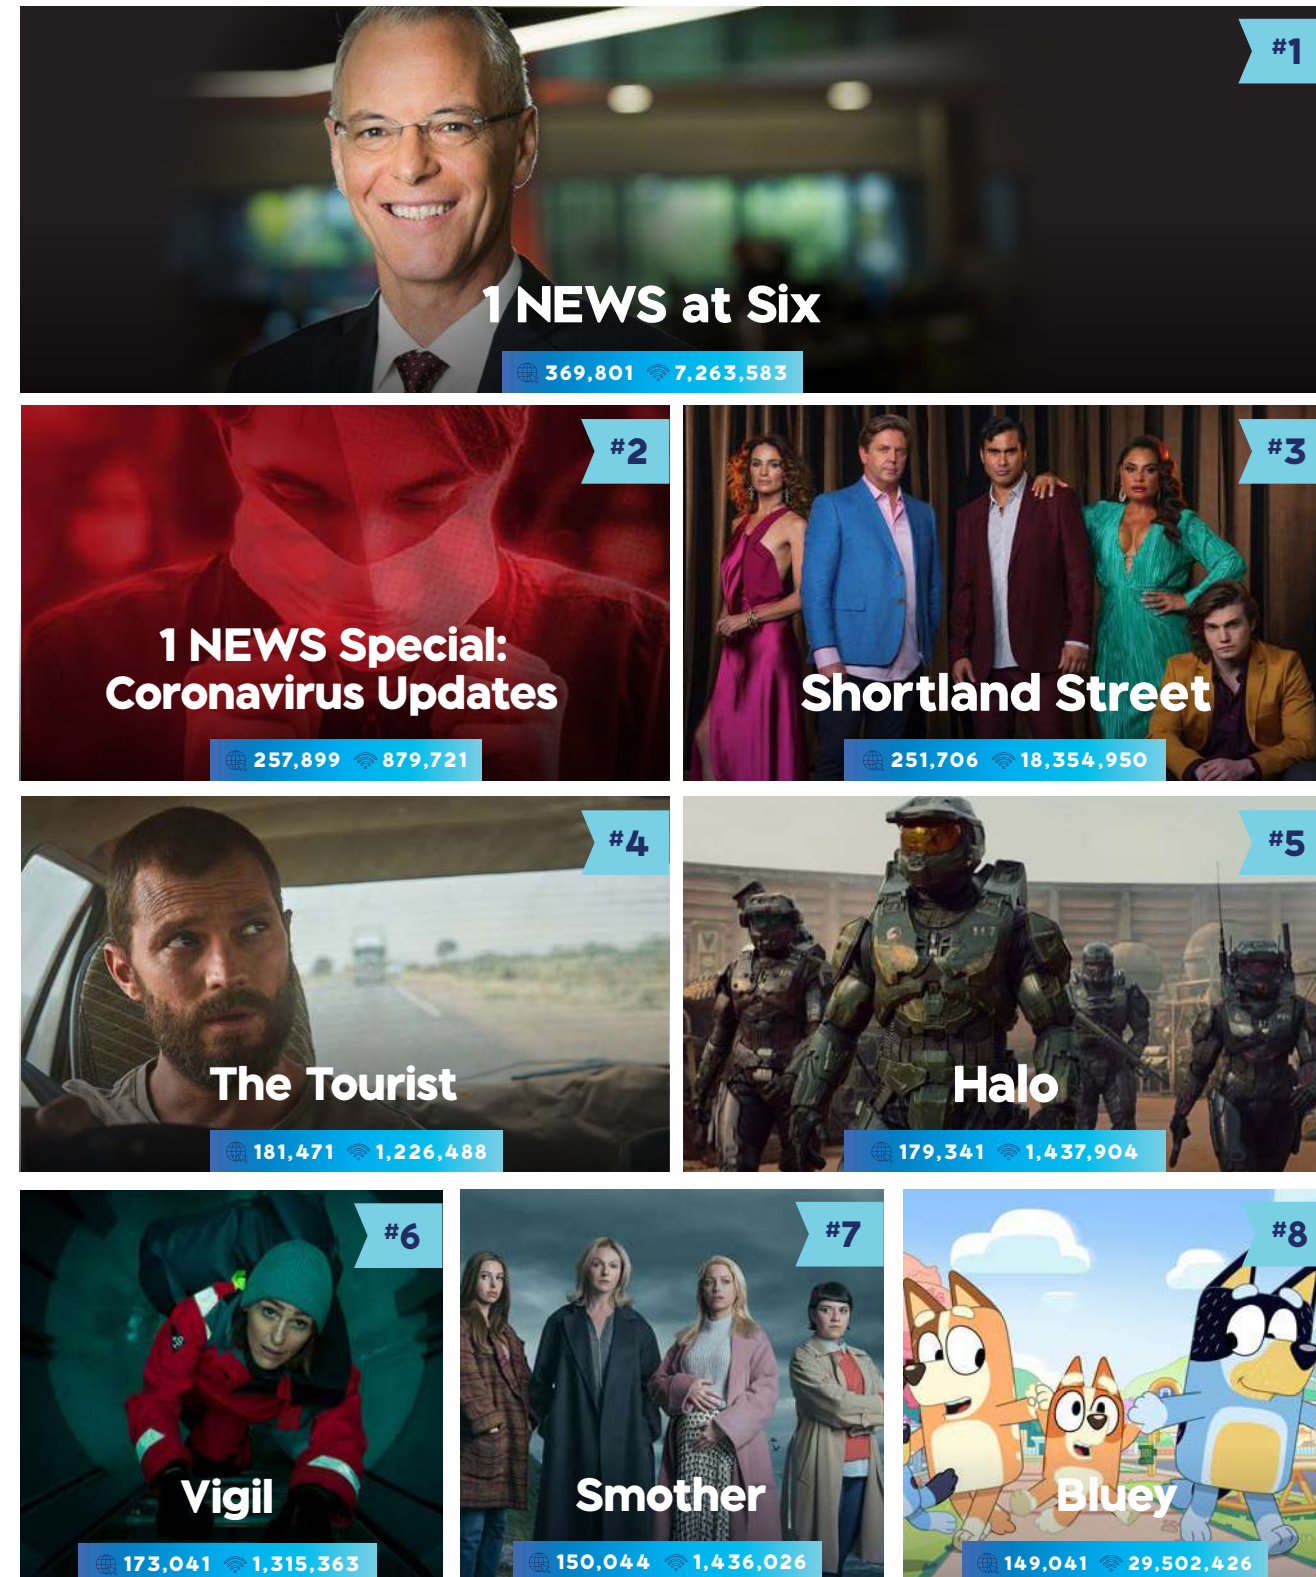 #1
1 NEWS at Six
369,801 7,263,583
#2
1 NEWS Special:
Coronavirus Updates
257,899 879,721
#3
Shortland Street
251,706 18,354,950
#4
The Tourist
181,471 1,226,488
#5
117
Halo
179,341 1,437,904
#6
Vigil
173,041 1,315,363
#7
Smother
150,044 1,436,026
#8
Bluey
149,041 29,502,426